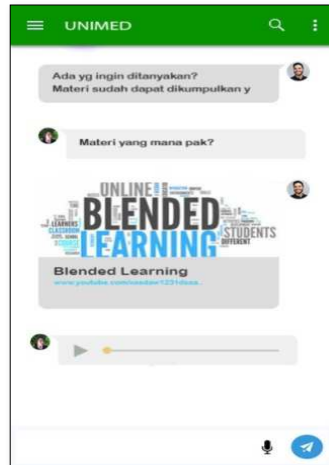 UNIMED
Ada yg ingin ditanyakan?
Materi sudah dapat dikumpulkan y
Materi yang mana pak?
ONLINE
BLENDED
LEARNING
STUDENTS
DIFFERENT
LEARNERS
CLASSROOM
Blended Learning